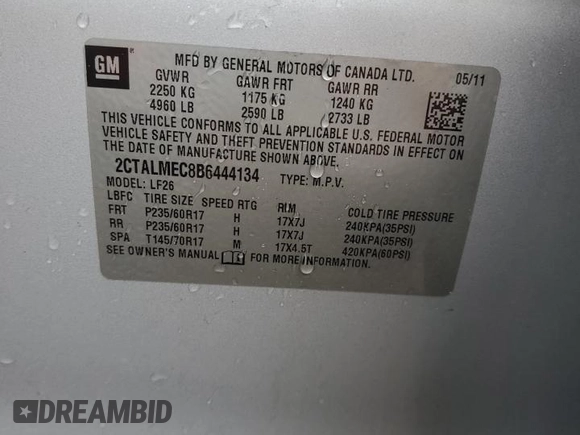 GM
MFD BY GENERAL MOTORS OF CANADA LTD. 05/11
GVWR GAWR FRT GAWR RR
2250 KG 1175 KG 1240 KG
4960 LB 2590 LB 2733 LB
THIS VEHICLE CONFORMS TO ALL APPLICABLE U.S. FEDERAL MOTOR
VEHICLE SAFETY AND THEFT PREVENTION STANDARDS IN EFFECT ON
THE DATE OF MANUFACTURE SHOWN ABOVE.
2CTALMEC8B6444134 TYPE: M.P.V.
MODEL: LF26
LBFC TIRE SIZE SPEED RTG RIM COLD TIRE PRESSURE
FRT P235/60R17 H 17X7J 240KPA(35PSI)
RR P235/60R17 H 17X7J 240KPA(35PSI)
SPA T145/70R17 M 17X4.5T 420KPA(60PSI)
SEE OWNER'S MANUAL FOR MORE INFORMATION.
DREAMBID